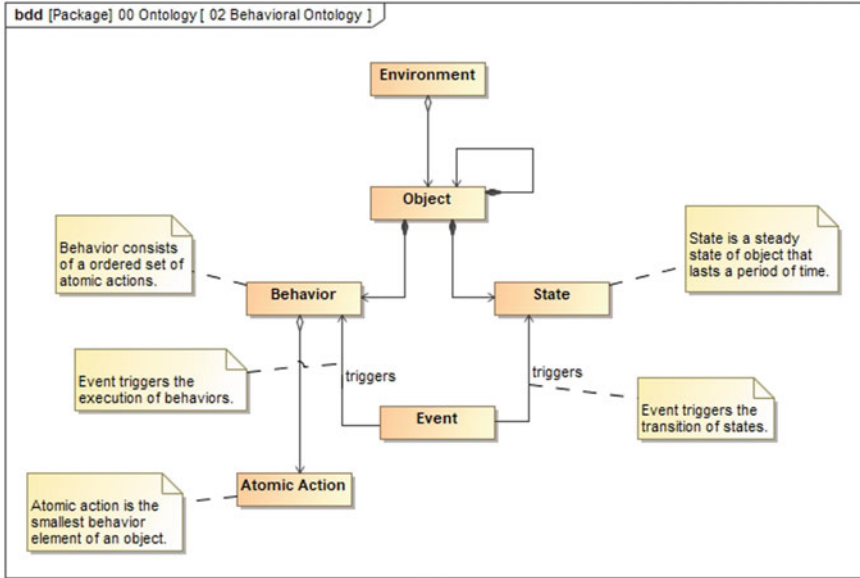 bdd [Package] 00 Ontology [ 02 Behavioral Ontology ]
Environment
Object
Behavior consists
of a ordered set of
atomic actions.
State is a steady
state of object that
lasts a period of time.
Behavior
State
Event triggers the
execution of behaviors.
triggers
triggers
Event
Event triggers the
transition of states.
Atomic action is the
smallest behavior
element of an object.
Atomic Action